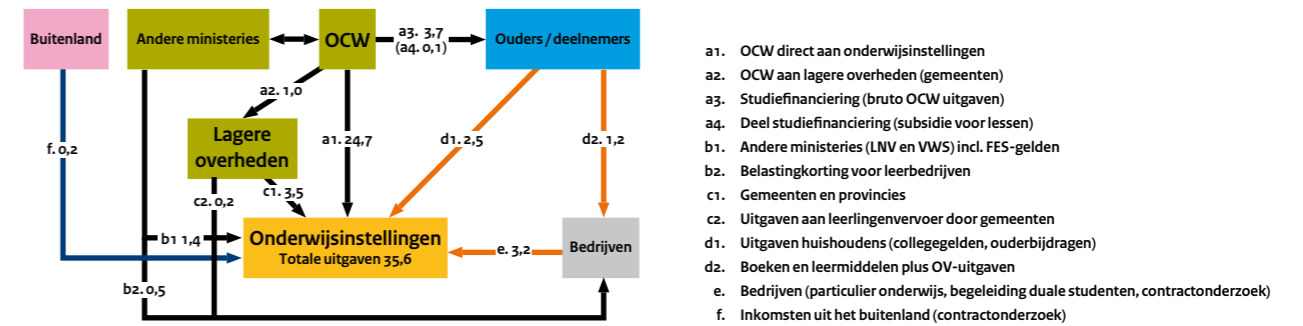 Buitenland
Andere ministeries
OCW
a3. 3,7
(a4. 0,1)
Ouders / deelnemers
a2. 1,0
Lagere
overheden
a1. 24,7
d1. 2,5
d2. 1,2
f. 0,2
c1. 3,5
c2. 0,2
b1 1,4
Onderwijsinstellingen
Totale uitgaven 35,6
e. 3,2
Bedrijven
b2. 0,5
a1. OCW direct aan onderwijsinstellingen
a2. OCW aan lagere overheden (gemeenten)
a3. Studiefinanciering (bruto OCW uitgaven)
a4. Deel studiefinanciering (subsidie voor lessen)
b1. Andere ministeries (LNV en VWS) incl. FES-gelden
b2. Belastingkorting voor leerbedrijven
c1. Gemeenten en provincies
c2. Uitgaven aan leerlingenvervoer door gemeenten
d1. Uitgaven huishoudens (collegegelden, ouderbijdragen)
d2. Boeken en leermiddelen plus OV-uitgaven
e. Bedrijven (particulier onderwijs, begeleiding duale studenten, contractonderzoek)
f. Inkomsten uit het buitenland (contractonderzoek)